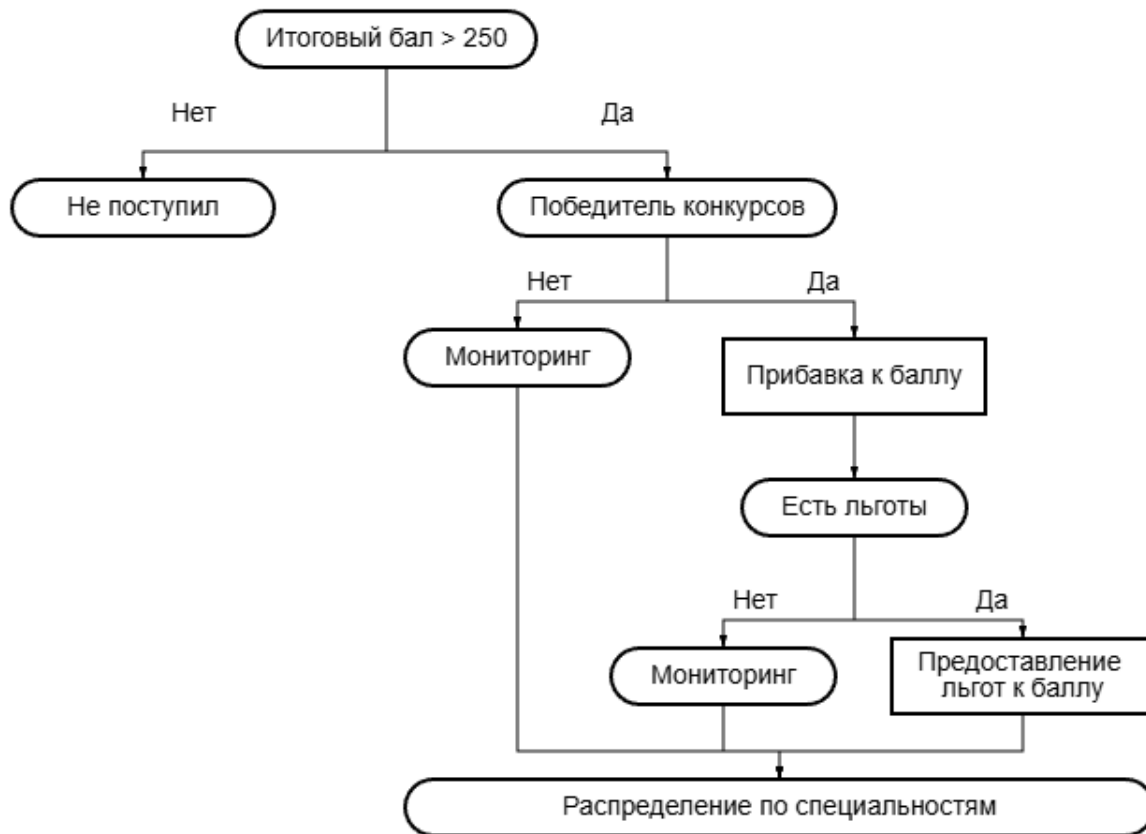 Итоговый бал > 250
Нет
Да
Не поступил
Победитель конкурсов
Нет
Да
Мониторинг
Прибавка к баллу
Есть льготы
Нет
Да
Мониторинг
Предоставление
льгот к баллу
Распределение по специальностям